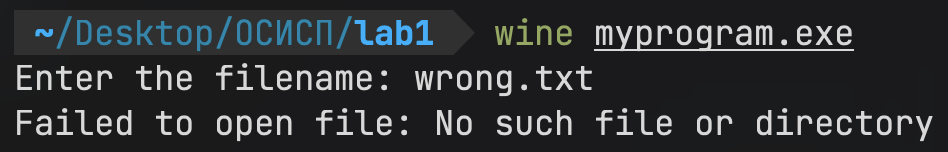 ~/Desktop/ОСИСП/lab1 wine myprogram.exe
Enter the filename: wrong.txt
Failed to open file: No such file or directory